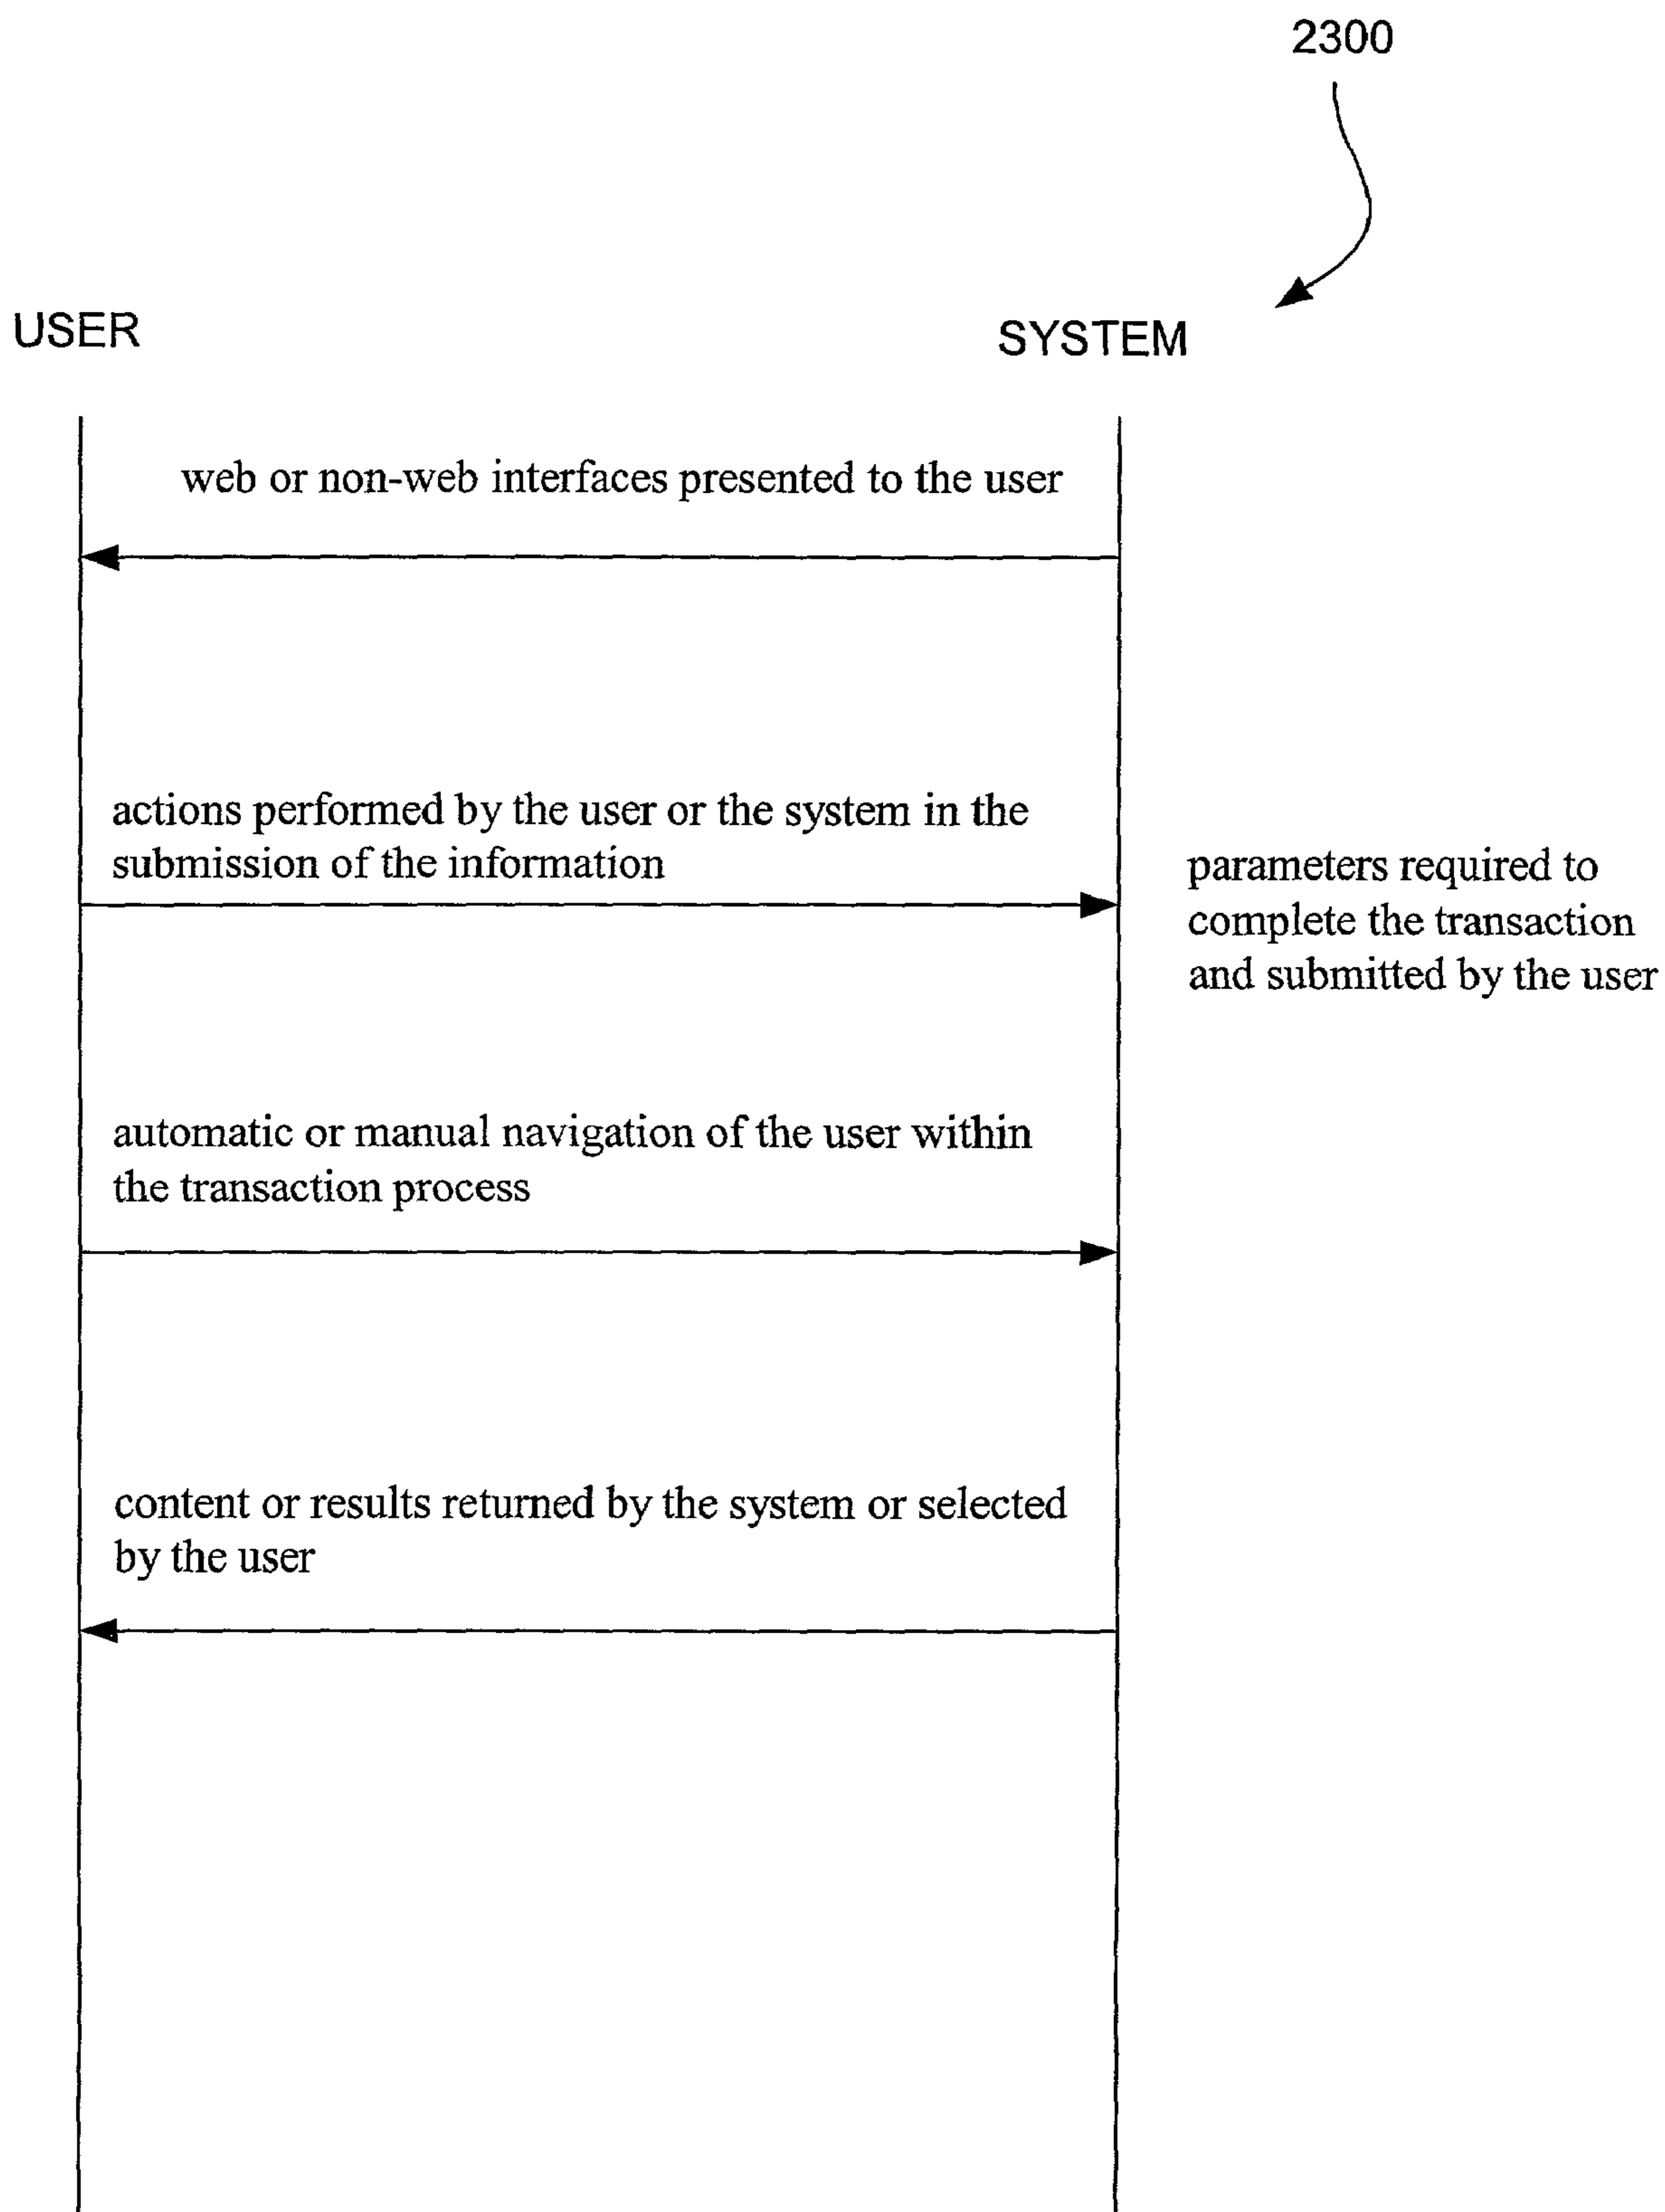 2300
USER
SYSTEM
web or non-web interfaces presented to the user
actions performed by the user or the system in the
submission of the information
parameters required to
complete the transaction
and submitted by the user
automatic or manual navigation of the user within
the transaction process
content or results returned by the system or selected
by the user